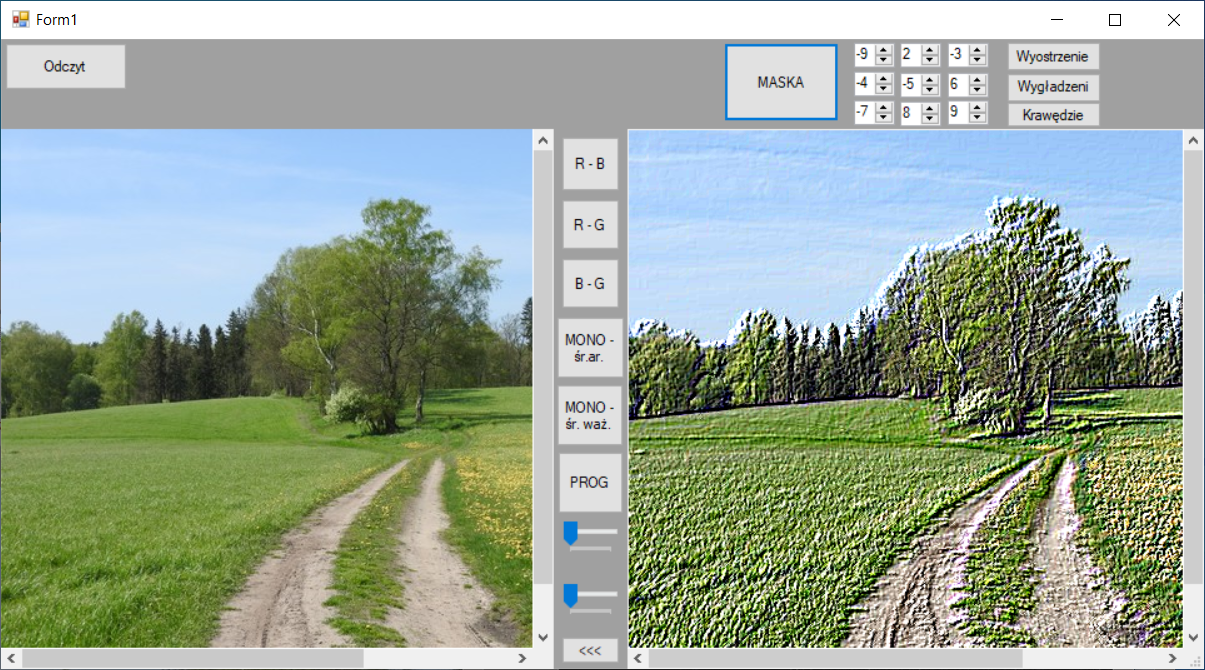 Form1
Odczyt
MASKA
-9 2 -3
-4 -5 6
-7 8 9
Wyostrzenie
Wygładzeni
Krawędzie
R - B
R - G
B - G
MONO -
śr.ar.
MONO -
śr. waż.
PROG
<<<